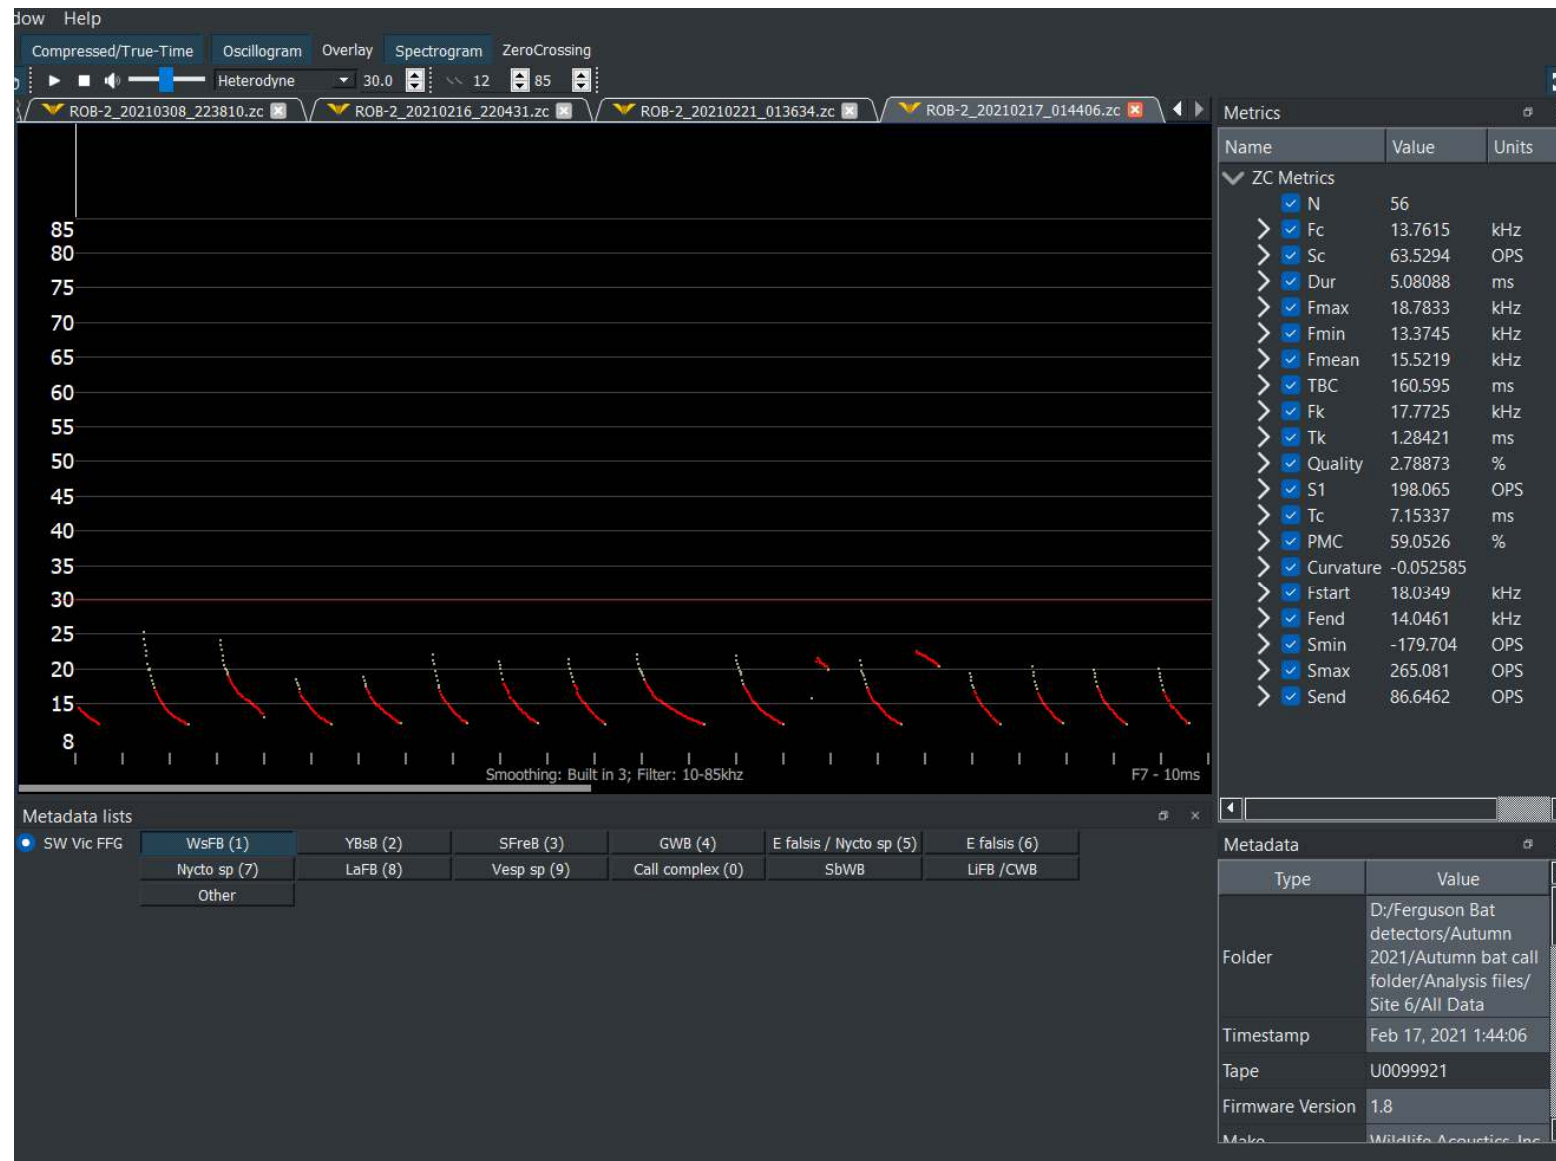 dow Help
Compressed/True-Time Oscillogram Overlay Spectrogram ZeroCrossing
Heterodyne 30.0 12 85
ROB-2_20210308_223810.zc ROB-2_20210216_220431.zc ROB-2_20210221_013634.zc ROB-2_20210217_014406.zc
85
80
75
70
65
60
55
50
45
40
35
30
25
20
15
8
Smoothing: Built in 3; Filter: 10-85khz F7 - 10ms
Metrics
Name Value Units
ZC Metrics
N 56
Fc 13.7615 kHz
Sc 63.5294 OPS
Dur 5.08088 ms
Fmax 18.7833 kHz
Fmin 13.3745 kHz
Fmean 15.5219 kHz
TBC 160.595 ms
Fk 17.7725 kHz
Tk 1.28421 ms
Quality 2.78873 %
S1 198.065 OPS
Tc 7.15337 ms
PMC 59.0526 %
Curvature -0.052585
Fstart 18.0349 kHz
Fend 14.0461 kHz
Smin -179.704 OPS
Smax 265.081 OPS
Send 86.6462 OPS
Metadata lists
SW Vic FFG WsFB (1) YBsB (2) SFreB (3) GWB (4) E falsis / Nycto sp (5) E falsis (6)
Nycto sp (7) LaFB (8) Vesp sp (9) Call complex (0) SbWB LiFB /CWB
Other
Metadata
Type Value
Folder D:/Ferguson Bat
detectors/Autumn
2021/Autumn bat call
folder/Analysis files/
Site 6/All Data
Timestamp Feb 17, 2021 1:44:06
Tape U0099921
Firmware Version 1.8
Make Wildlife Acoustics, Inc